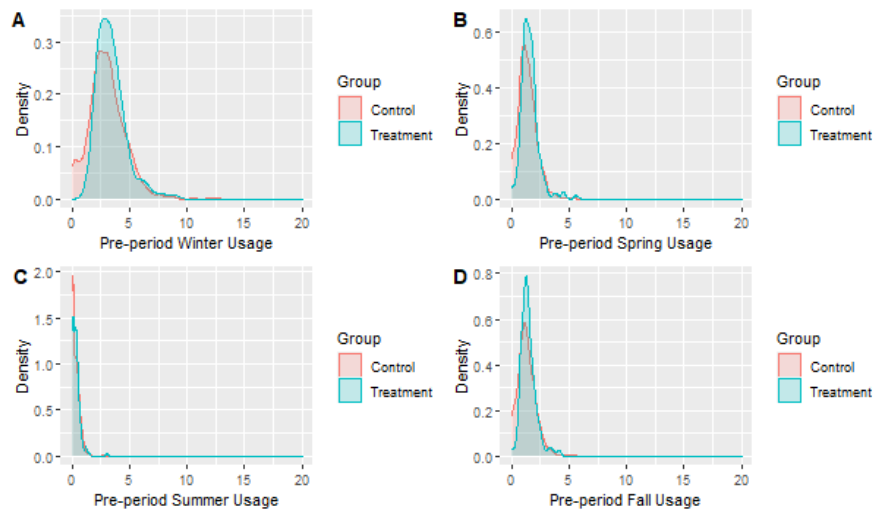 A
0.3
0.2
0.1
0.0
Density
0
5
10
15
20
Pre-period Winter Usage
Group
Control
Treatment
B
0.6
0.4
0.2
0.0
Density
0
5
10
15
20
Pre-period Spring Usage
Group
Control
Treatment
C
2.0
1.5
1.0
0.5
0.0
Density
0
5
10
15
20
Pre-period Summer Usage
Group
Control
Treatment
D
0.8
0.6
0.4
0.2
0.0
Density
0
5
10
15
20
Pre-period Fall Usage
Group
Control
Treatment